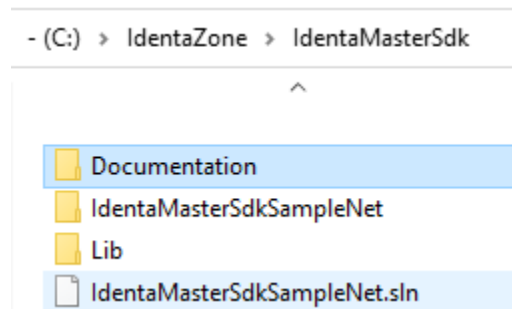 - (C:) > IdentaZone > IdentaMasterSdk
Documentation
IdentaMasterSdkSampleNet
Lib
IdentaMasterSdkSampleNet.sln